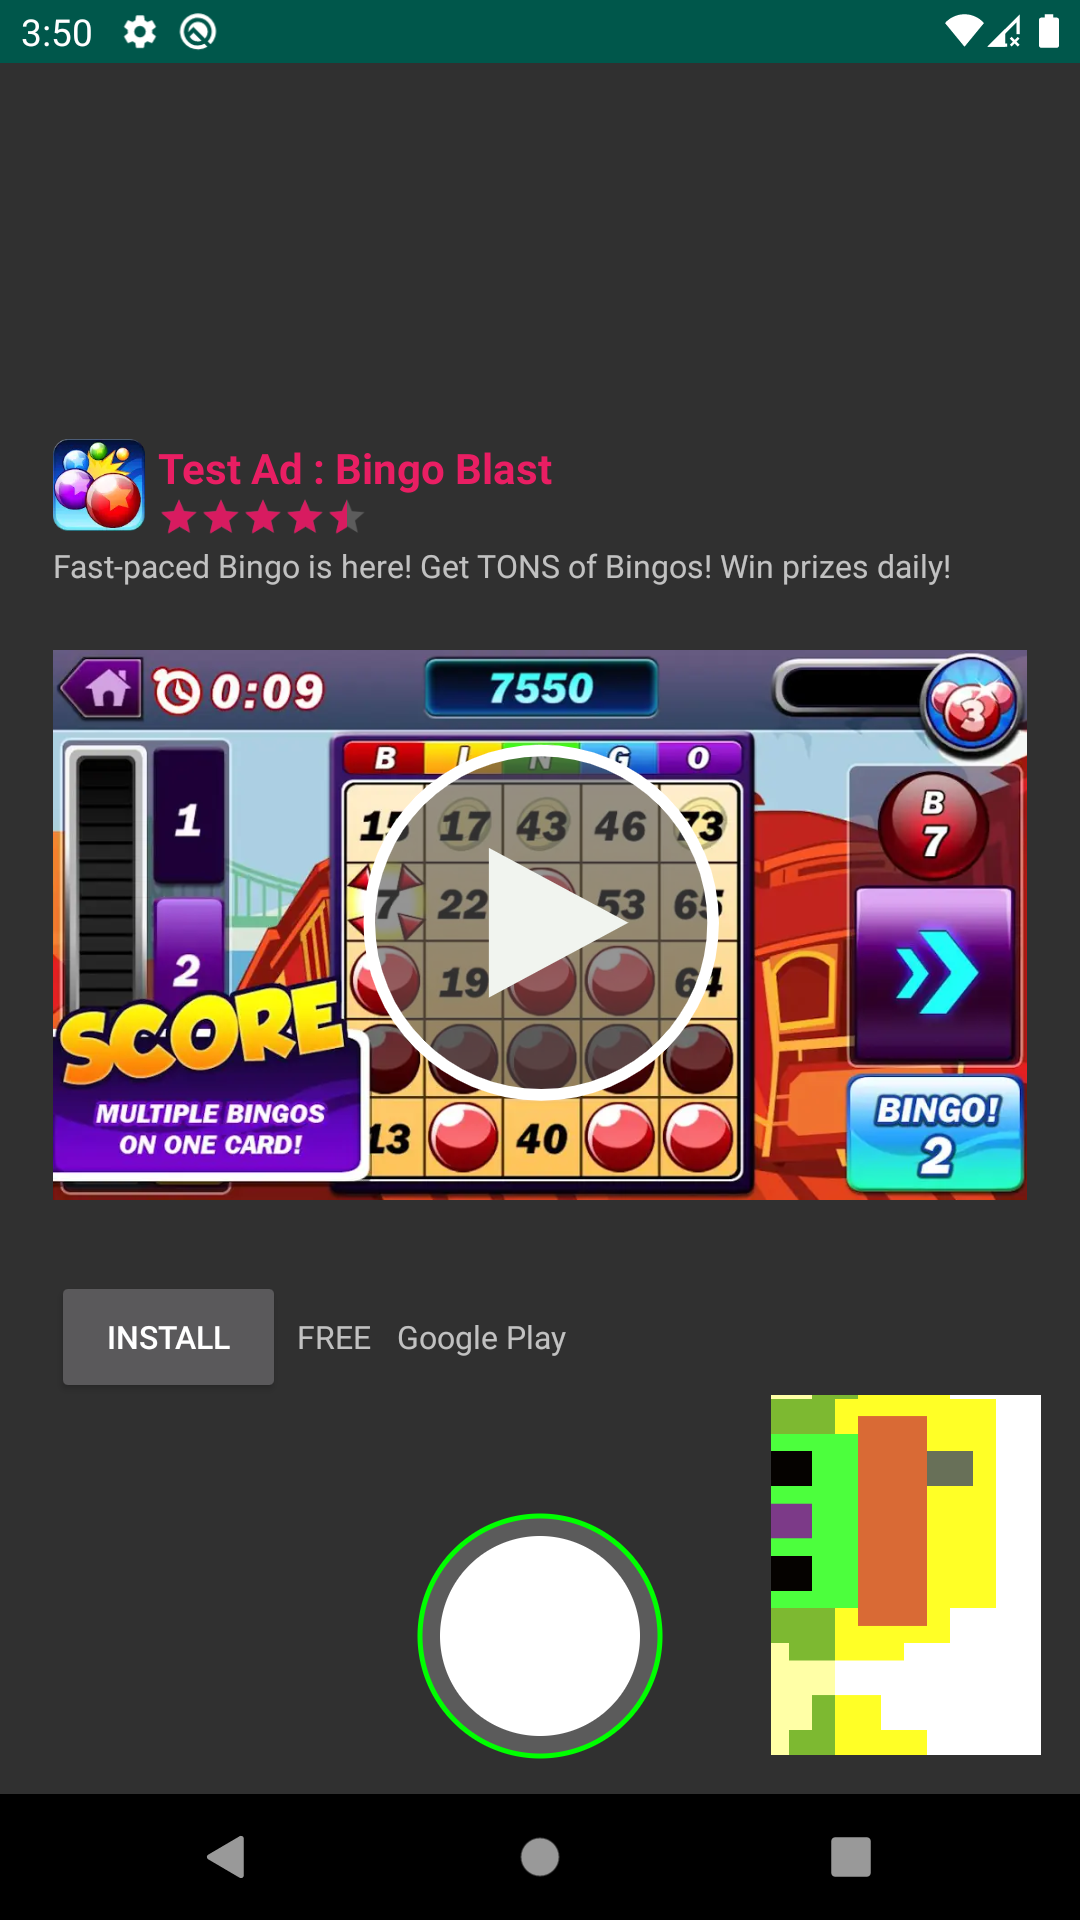 3:50
Test Ad : Bingo Blast
Fast-paced Bingo is here! Get TONS of Bingos! Win prizes daily!
0:09
7550
3
B I N G O
1
15 17 43 46 73
B
7
7 22 53 65
2
19 64
SCORE
MULTIPLE BINGOS
ON ONE CARD!
13 40
BINGO!
2
INSTALL FREE Google Play